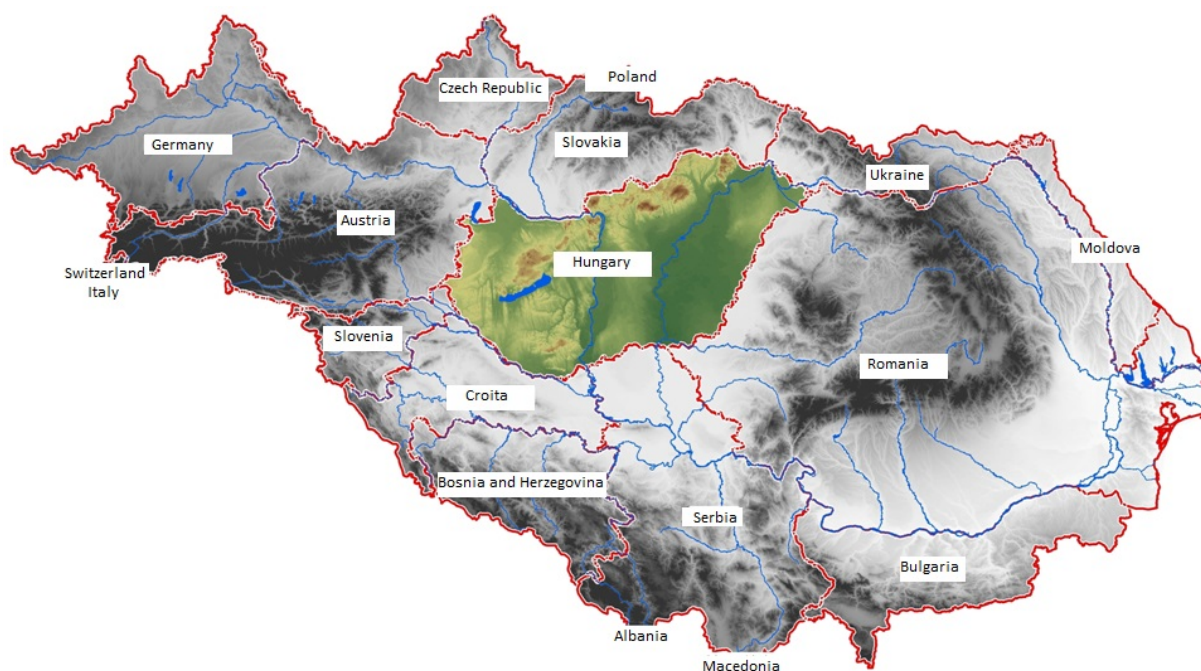 Poland
Czech Republic
Slovakia
Germany
Ukraine
Austria
Moldova
Hungary
Switzerland
Italy
Slovenia
Romania
Croita
Bosnia and Herzegovina
Serbia
Bulgaria
Albania
Macedonia